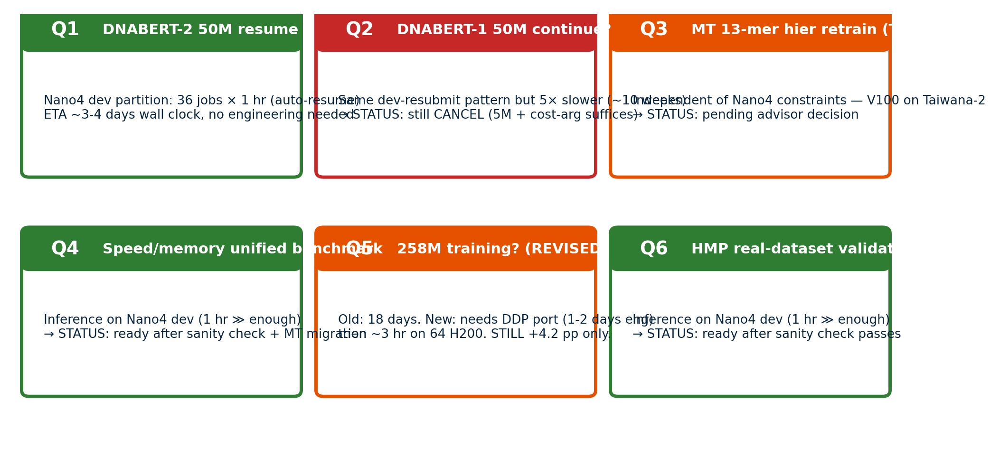 Q1 DNABERT-2 50M resume
Nano4 dev partition: 36 jobs × 1 hr (auto-resume)
ETA ~3-4 days wall clock, no engineering needed
Q2 DNABERT-1 50M continue?
Same dev-resubmit pattern but 5× slower (~10 weeks)
→ STATUS: still CANCEL (5M + cost-arg suffices)
Q3 MT 13-mer hier retrain (
Independent of Nano4 constraints — V100 on Taiwana-2
→ STATUS: pending advisor decision
Q4 Speed/memory unified benchmark
Inference on Nano4 dev (1 hr ≫ enough)
→ STATUS: ready after sanity check + MT migration
Q5 258M training? (REVISED
Old: 18 days. New: needs DDP port (1-2 days eng)
then ~3 hr on 64 H200. STILL +4.2 pp only.
Q6 HMP real-dataset validat
Inference on Nano4 dev (1 hr ≫ enough)
→ STATUS: ready after sanity check passes